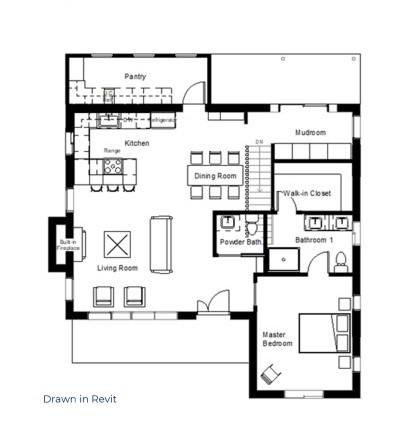 Pantry
DW
Refrigerator
Kitchen
Range
DN
Mudroom
Dining Room
Walk-in Closet
Powder Bath
Bathroom 1
Built-in
Fireplace
Living Room
Master
Bedroom
Drawn in Revit